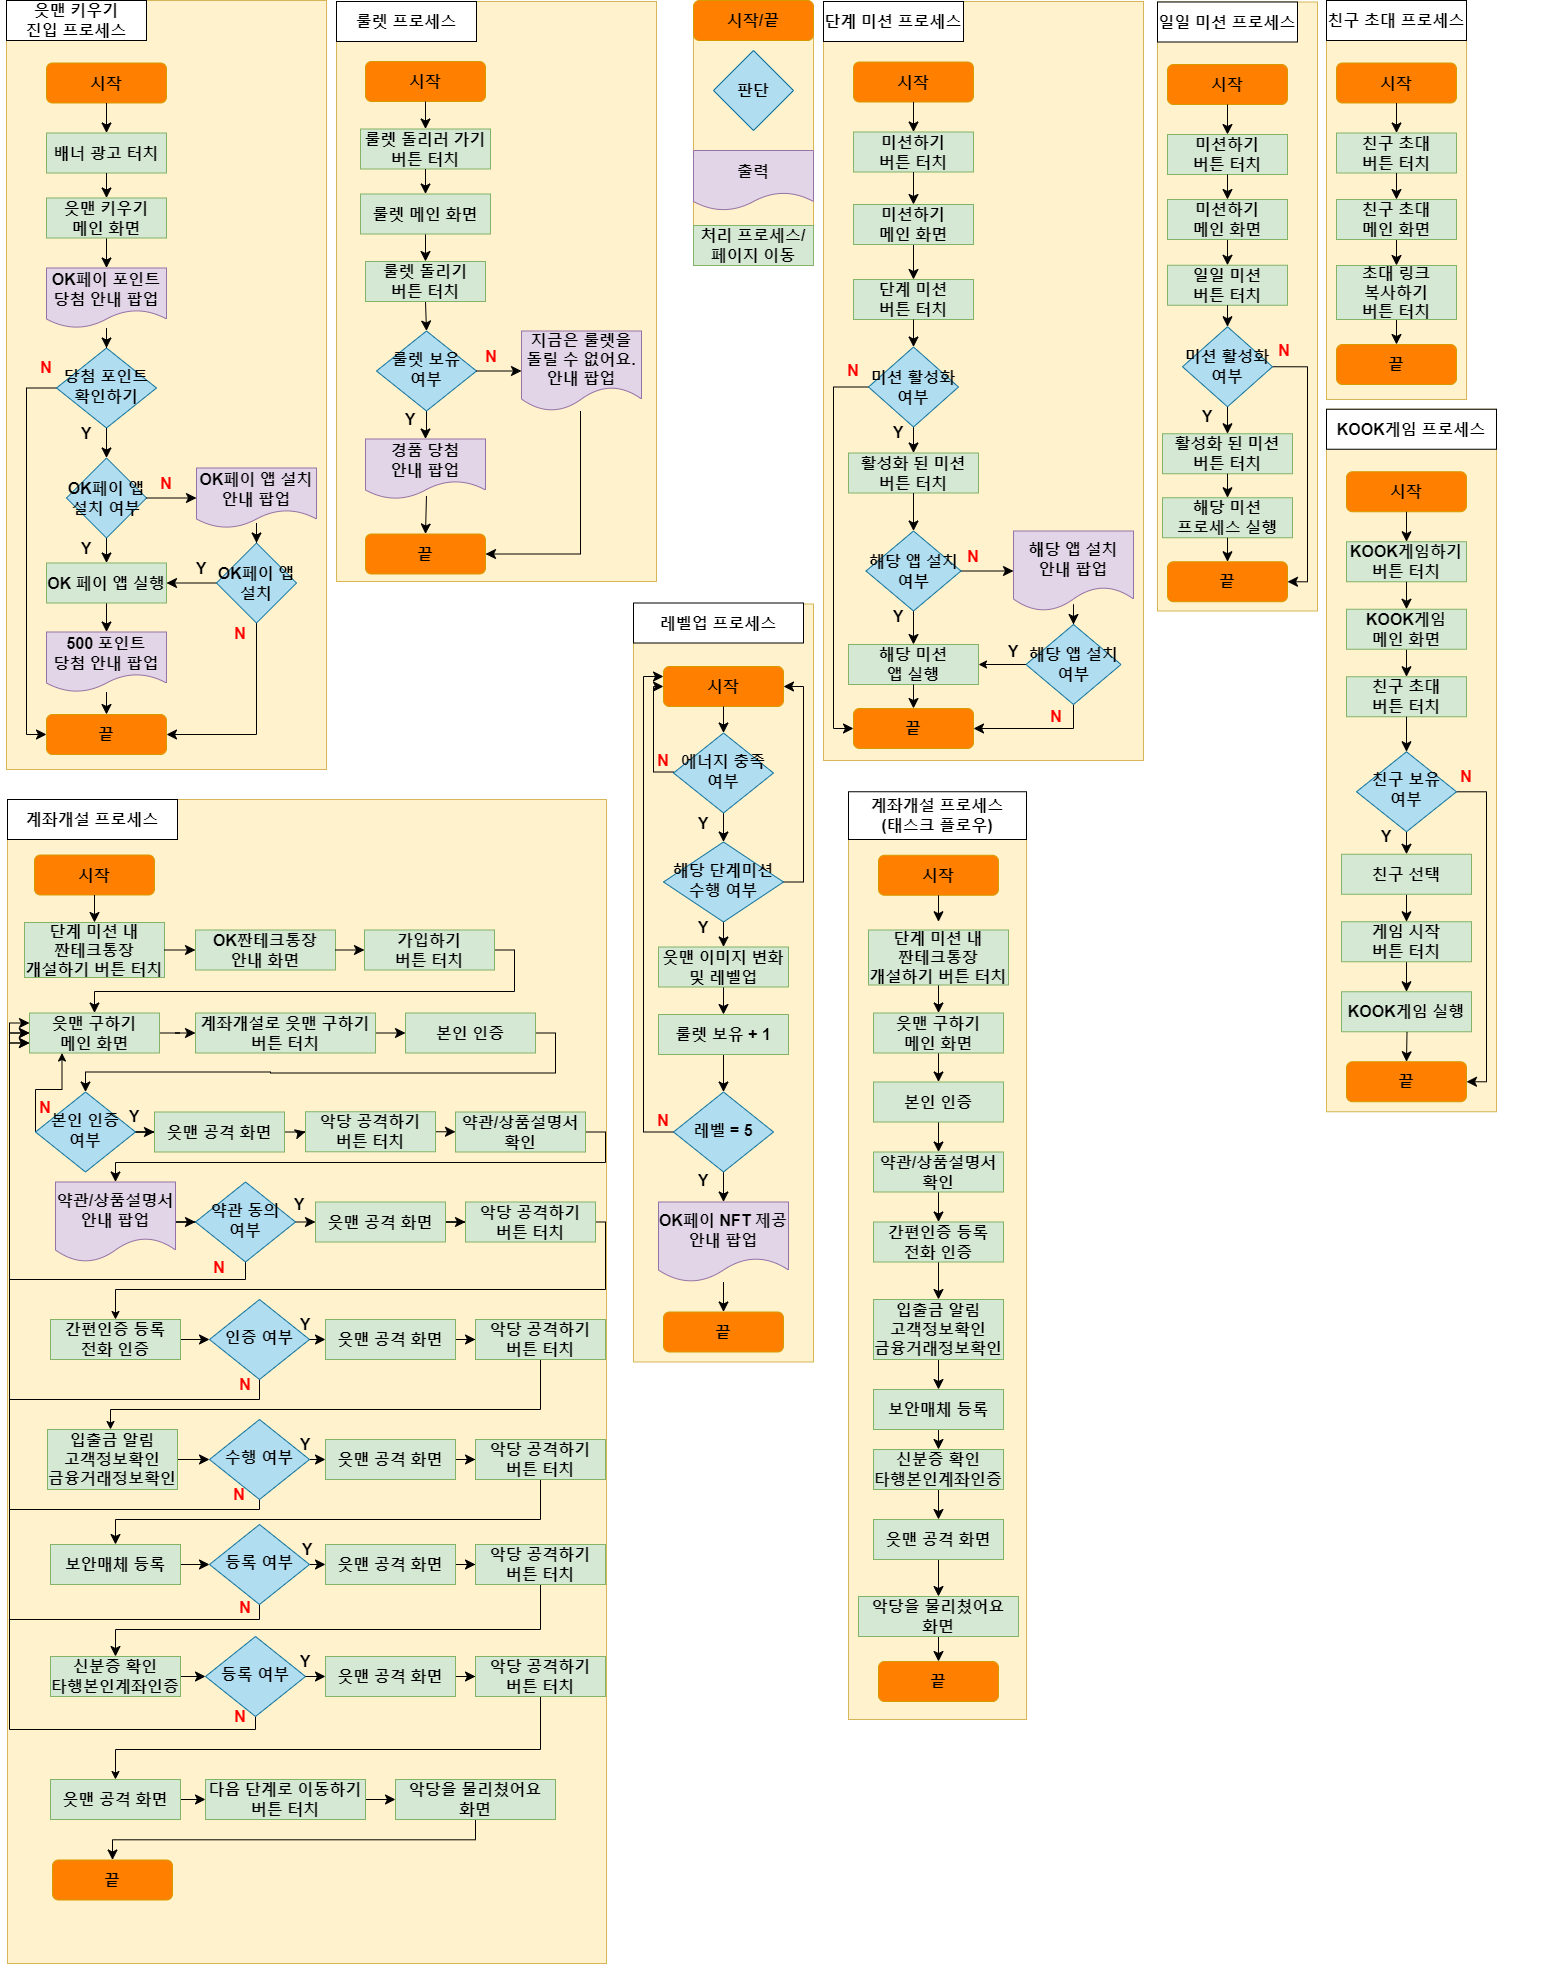 웃맨 키우기
진입 프로세스
시작
배너 광고 터치
웃맨 키우기
메인 화면
OK페이 포인트
당첨 안내 팝업
당첨 포인트
확인하기
N
Y
OK페이 앱
설치 여부
N
Y
OK페이 앱 설치
안내 팝업
OK페이 앱
설치
Y
N
OK 페이 앱 실행
500 포인트
당첨 안내 팝업
끝
룰렛 프로세스
시작
룰렛 돌리러 가기
버튼 터치
룰렛 메인 화면
룰렛 돌리기
버튼 터치
룰렛 보유
여부
N
Y
지금은 룰렛을
돌릴 수 없어요.
안내 팝업
경품 당첨
안내 팝업
끝
시작/끝
판단
출력
처리 프로세스/
페이지 이동
단계 미션 프로세스
시작
미션하기
버튼 터치
미션하기
메인 화면
단계 미션
버튼 터치
미션 활성화
여부
N
Y
활성화 된 미션
버튼 터치
해당 앱 설치
여부
N
Y
해당 앱 설치
안내 팝업
해당 앱 설치
여부
Y
N
해당 미션
앱 실행
끝
일일 미션 프로세스
시작
미션하기
버튼 터치
미션하기
메인 화면
일일 미션
버튼 터치
미션 활성화
여부
N
Y
활성화 된 미션
버튼 터치
해당 미션
프로세스 실행
끝
친구 초대 프로세스
시작
친구 초대
버튼 터치
친구 초대
메인 화면
초대 링크
복사하기
버튼 터치
끝
KOOK게임 프로세스
시작
KOOK게임하기
버튼 터치
KOOK게임
메인 화면
친구 초대
버튼 터치
친구 보유
여부
N
Y
친구 선택
게임 시작
버튼 터치
KOOK게임 실행
끝
레벨업 프로세스
시작
에너지 충족
여부
N
Y
해당 단계미션
수행 여부
Y
웃맨 이미지 변화
및 레벨업
룰렛 보유 + 1
레벨 = 5
N
Y
OK페이 NFT 제공
안내 팝업
끝
계좌개설 프로세스
시작
단계 미션 내
짠테크통장
개설하기 버튼 터치
OK짠테크통장
안내 화면
가입하기
버튼 터치
웃맨 구하기
메인 화면
계좌개설로 웃맨 구하기
버튼 터치
본인 인증
본인 인증
여부
N
Y
웃맨 공격 화면
악당 공격하기
버튼 터치
약관/상품설명서
확인
약관/상품설명서
안내 팝업
약관 동의
여부
Y
N
웃맨 공격 화면
악당 공격하기
버튼 터치
간편인증 등록
전화 인증
인증 여부
Y
N
웃맨 공격 화면
악당 공격하기
버튼 터치
입출금 알림
고객정보확인
금융거래정보확인
수행 여부
Y
N
웃맨 공격 화면
악당 공격하기
버튼 터치
보안매체 등록
등록 여부
Y
N
웃맨 공격 화면
악당 공격하기
버튼 터치
신분증 확인
타행본인계좌인증
등록 여부
Y
N
웃맨 공격 화면
악당 공격하기
버튼 터치
웃맨 공격 화면
다음 단계로 이동하기
버튼 터치
악당을 물리쳤어요
화면
끝
계좌개설 프로세스
(태스크 플로우)
시작
단계 미션 내
짠테크통장
개설하기 버튼 터치
웃맨 구하기
메인 화면
본인 인증
약관/상품설명서
확인
간편인증 등록
전화 인증
입출금 알림
고객정보확인
금융거래정보확인
보안매체 등록
신분증 확인
타행본인계좌인증
웃맨 공격 화면
악당을 물리쳤어요
화면
끝